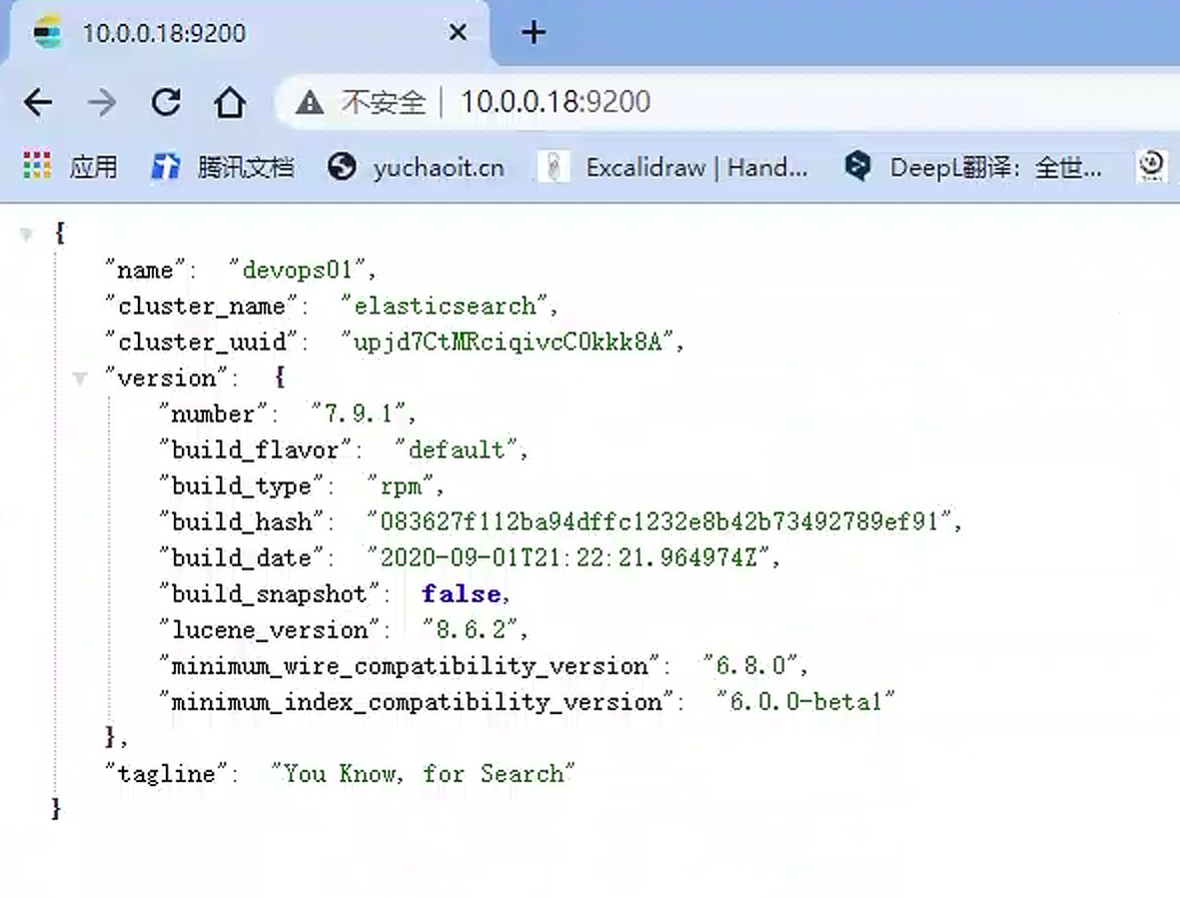 10.0.0.18:9200
不安全 10.0.0.18:9200
应用 腾讯文档 yuchaoit.cn Excalidraw | Hand... DeepL翻译：全世...
{
"name": "devops01",
"cluster_name": "elasticsearch",
"cluster_uuid": "upjd7CtMRciqivcC0kkk8A",
"version": {
"number": "7.9.1",
"build_flavor": "default",
"build_type": "rpm",
"build_hash": "083627f112ba94dffc1232e8b42b73492789ef91",
"build_date": "2020-09-01T21:22:21.964974Z",
"build_snapshot": false,
"lucene_version": "8.6.2",
"minimum_wire_compatibility_version": "6.8.0",
"minimum_index_compatibility_version": "6.0.0-beta1"
},
"tagline": "You Know, for Search"
}